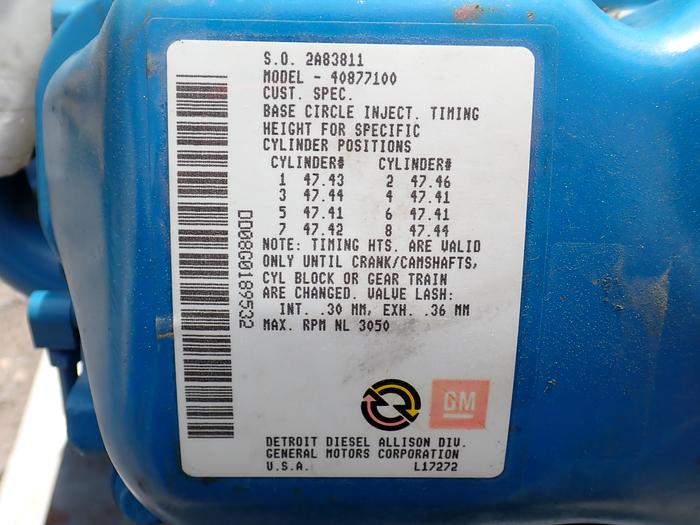 S.O. 2A83811
MODEL - 40877100
CUST. SPEC.
BASE CIRCLE INJECT. TIMING
HEIGHT FOR SPECIFIC
CYLINDER POSITIONS
CYLINDER# CYLINDER#
1 47.43 2 47.46
3 47.44 4 47.41
5 47.41 6 47.41
7 47.42 8 47.44
NOTE: TIMING HTS. ARE VALID
ONLY UNTIL CRANK/CAMSHAFTS,
CYL BLOCK OR GEAR TRAIN
ARE CHANGED. VALVE LASH:
INT. .30 MM, EXH. .36 MM
MAX. RPM NL 3050
DD08G0189532
GM
DETROIT DIESEL ALLISON DIV.
GENERAL MOTORS CORPORATION
U.S.A. L17272